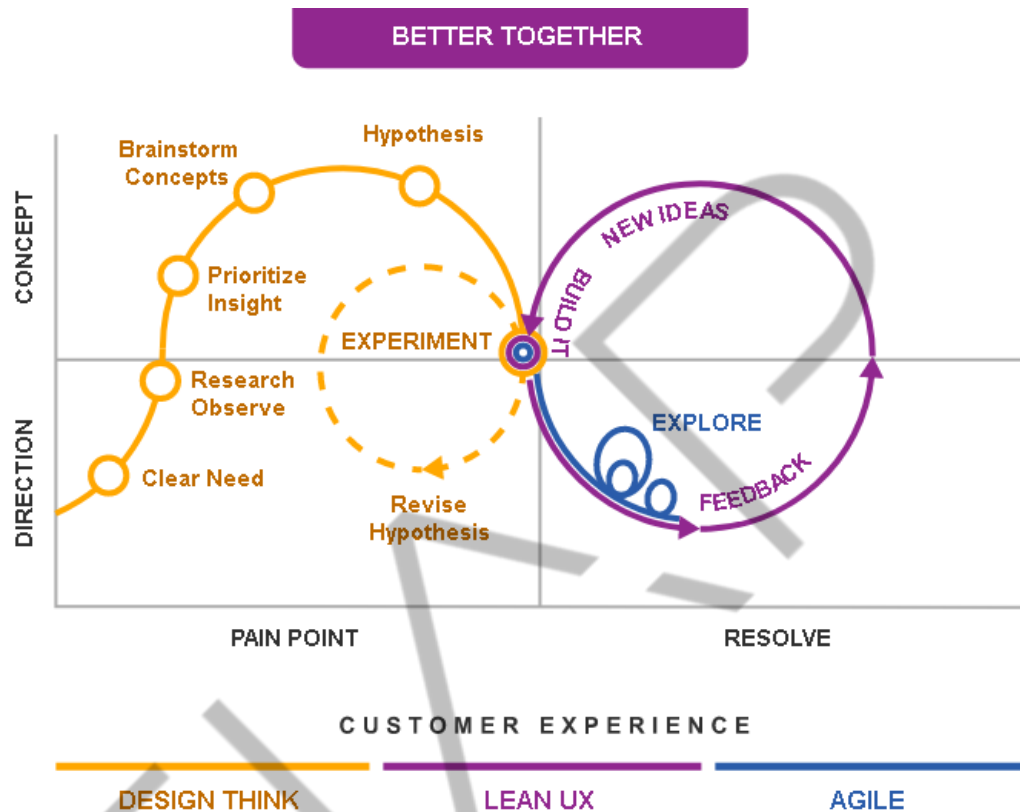 BETTER TOGETHER
Hypothesis
Brainstorm
Concepts
NEW IDEAS
Prioritize
Insight
BUILD IT
EXPERIMENT
Research
Observe
EXPLORE
Clear Need
FEEDBACK
Revise
Hypothesis
CONCEPT
DIRECTION
PAIN POINT
RESOLVE
CUSTOMER EXPERIENCE
DESIGN THINK
LEAN UX
AGILE